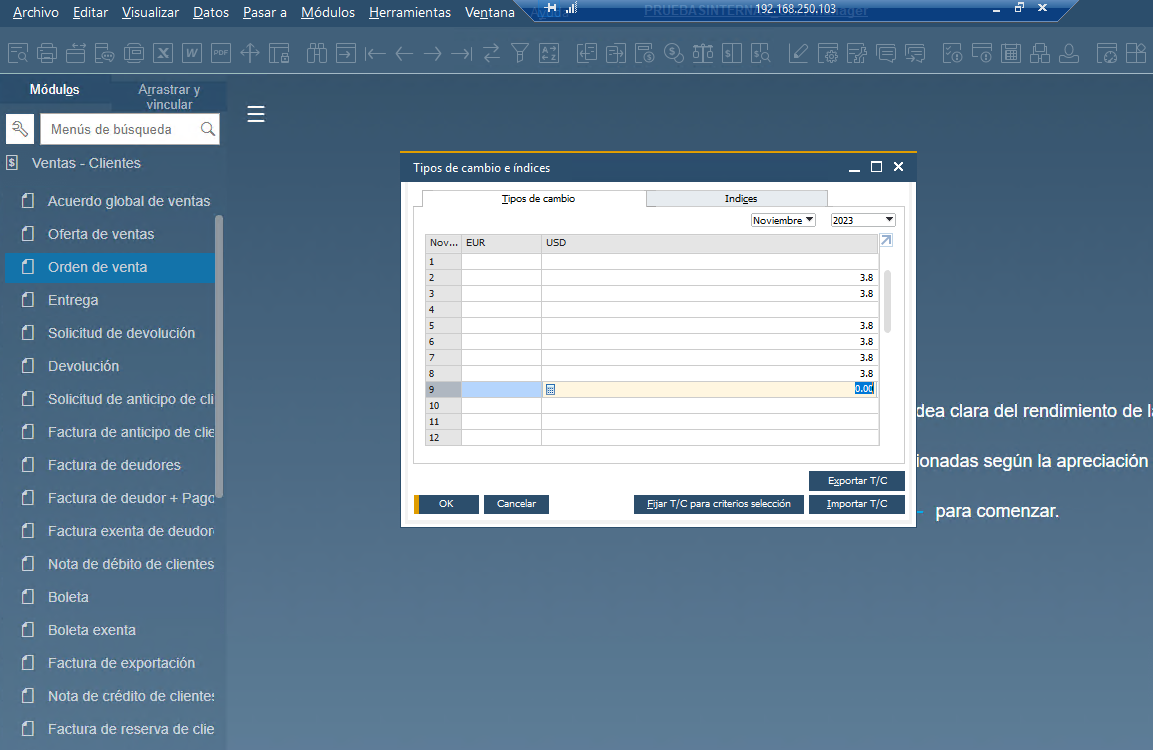 Archivo Editar Visualizar Datos Pasar a Módulos Herramientas Ventana
192.168.250.103
Módulos
Arrastrar y
vincular
Menús de búsqueda
Ventas - Clientes
Acuerdo global de ventas
Oferta de ventas
Orden de venta
Entrega
Solicitud de devolución
Devolución
Solicitud de anticipo de cli
Factura de anticipo de clie
Factura de deudores
Factura de deudor + Pago
Factura exenta de deudor
Nota de débito de clientes
Boleta
Boleta exenta
Factura de exportación
Nota de crédito de clientes
Factura de reserva de clie
Tipos de cambio e índices
Tipos de cambio Indices
Noviembre 2023
Nov... EUR USD
1
2 3.8
3 3.8
4
5 3.8
6 3.8
7 3.8
8 3.8
9 0.00
10
11
12
Exportar T/C
OK Cancelar Fijar T/C para criterios selección Importar T/C
dea clara del rendimiento de la
ionadas según la apreciación
para comenzar.